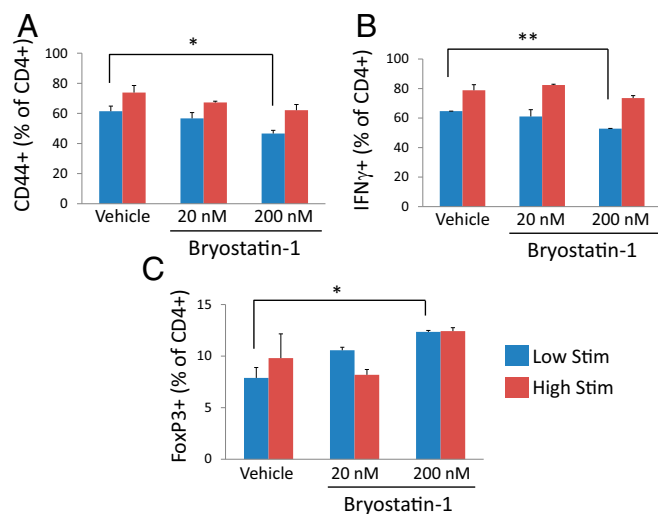 A
CD44+ (% of CD4+)
100
80
60
40
20
0
*
Vehicle 20 nM 200 nM
Bryostatin-1
B
IFNγ+ (% of CD4+)
100
80
60
40
20
0
**
Vehicle 20 nM 200 nM
Bryostatin-1
C
FoxP3+ (% of CD4+)
15
10
5
0
*
Vehicle 20 nM 200 nM
Bryostatin-1
Low Stim
High Stim